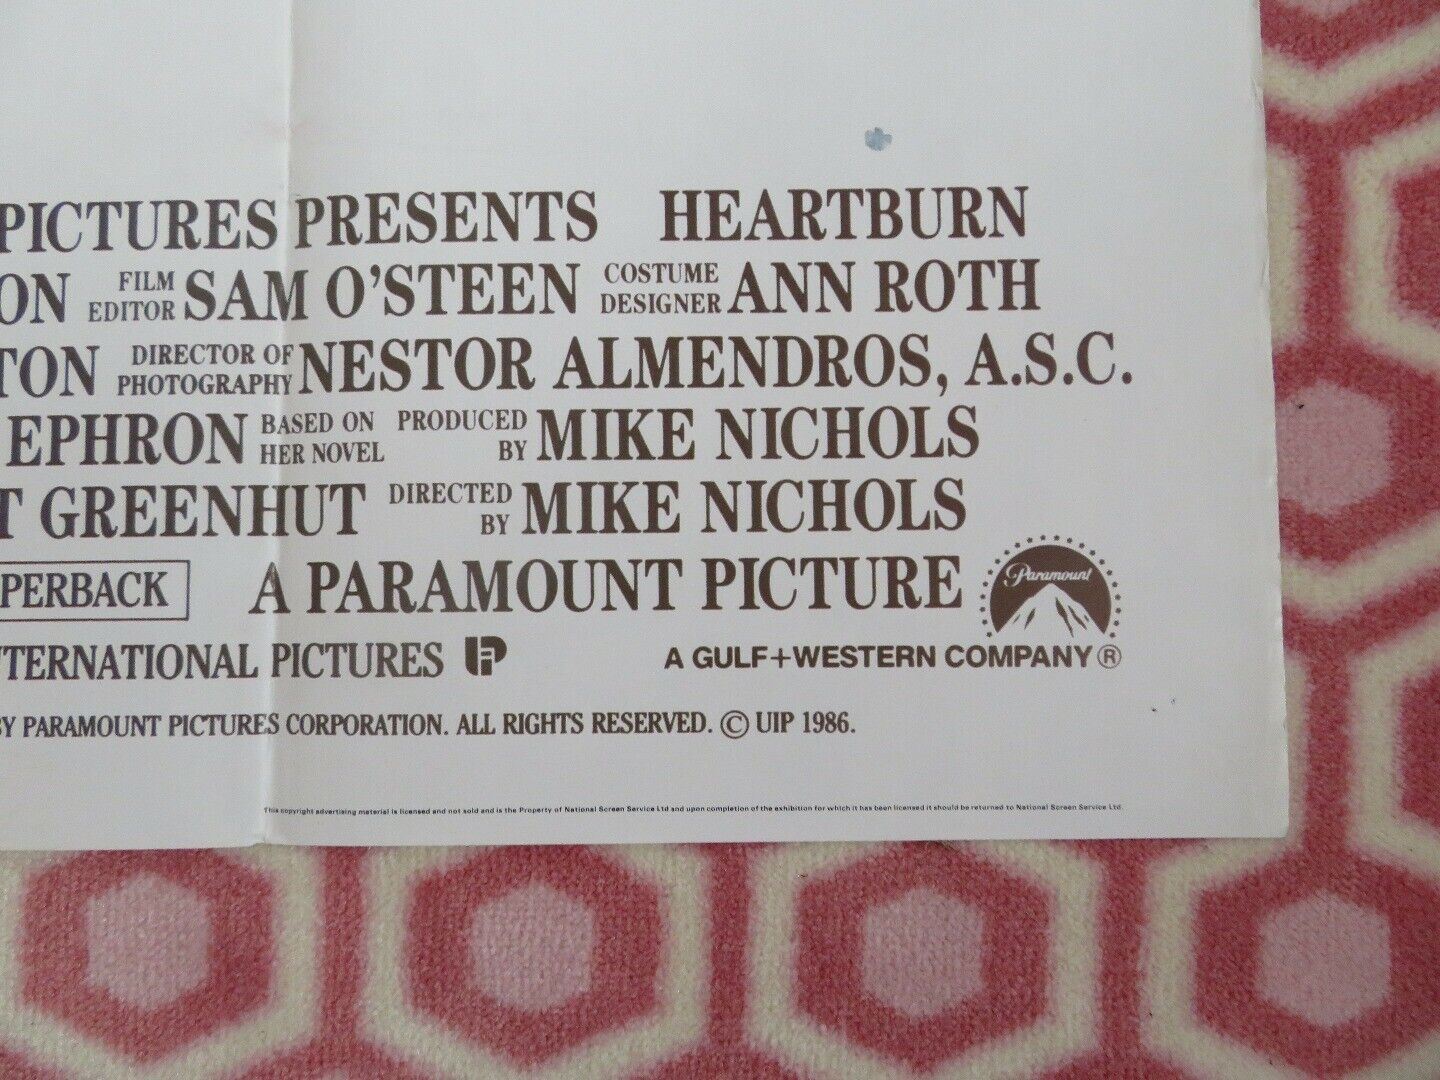 PICTURES PRESENTS HEARTBURN
ON FILM EDITOR SAM O'STEEN COSTUME DESIGNER ANN ROTH
TON DIRECTOR OF PHOTOGRAPHY NESTOR ALMENDROS, A.S.C.
EPHRON BASED ON HER NOVEL PRODUCED BY MIKE NICHOLS
T GREENHUT DIRECTED BY MIKE NICHOLS
PERBACK A PARAMOUNT PICTURE Paramount
TERNATIONAL PICTURES UIP A GULF+WESTERN COMPANY ®
BY PARAMOUNT PICTURES CORPORATION. ALL RIGHTS RESERVED. © UIP 1986.
This copyright advertising material is licensed and not sold and is the Property of National Screen Service Ltd and upon completion of the exhibition for which it has been licensed it should be returned to National Screen Service Ltd.